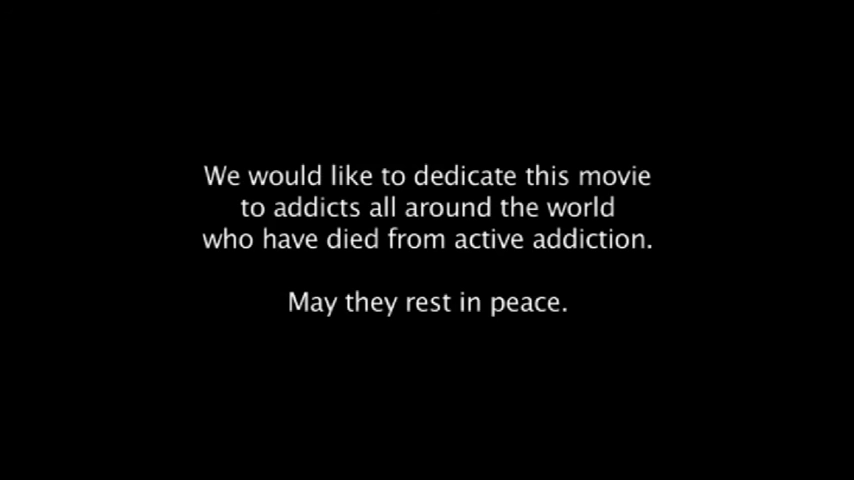 We would like to dedicate this movie
to addicts all around the world
who have died from active addiction.
May they rest in peace.